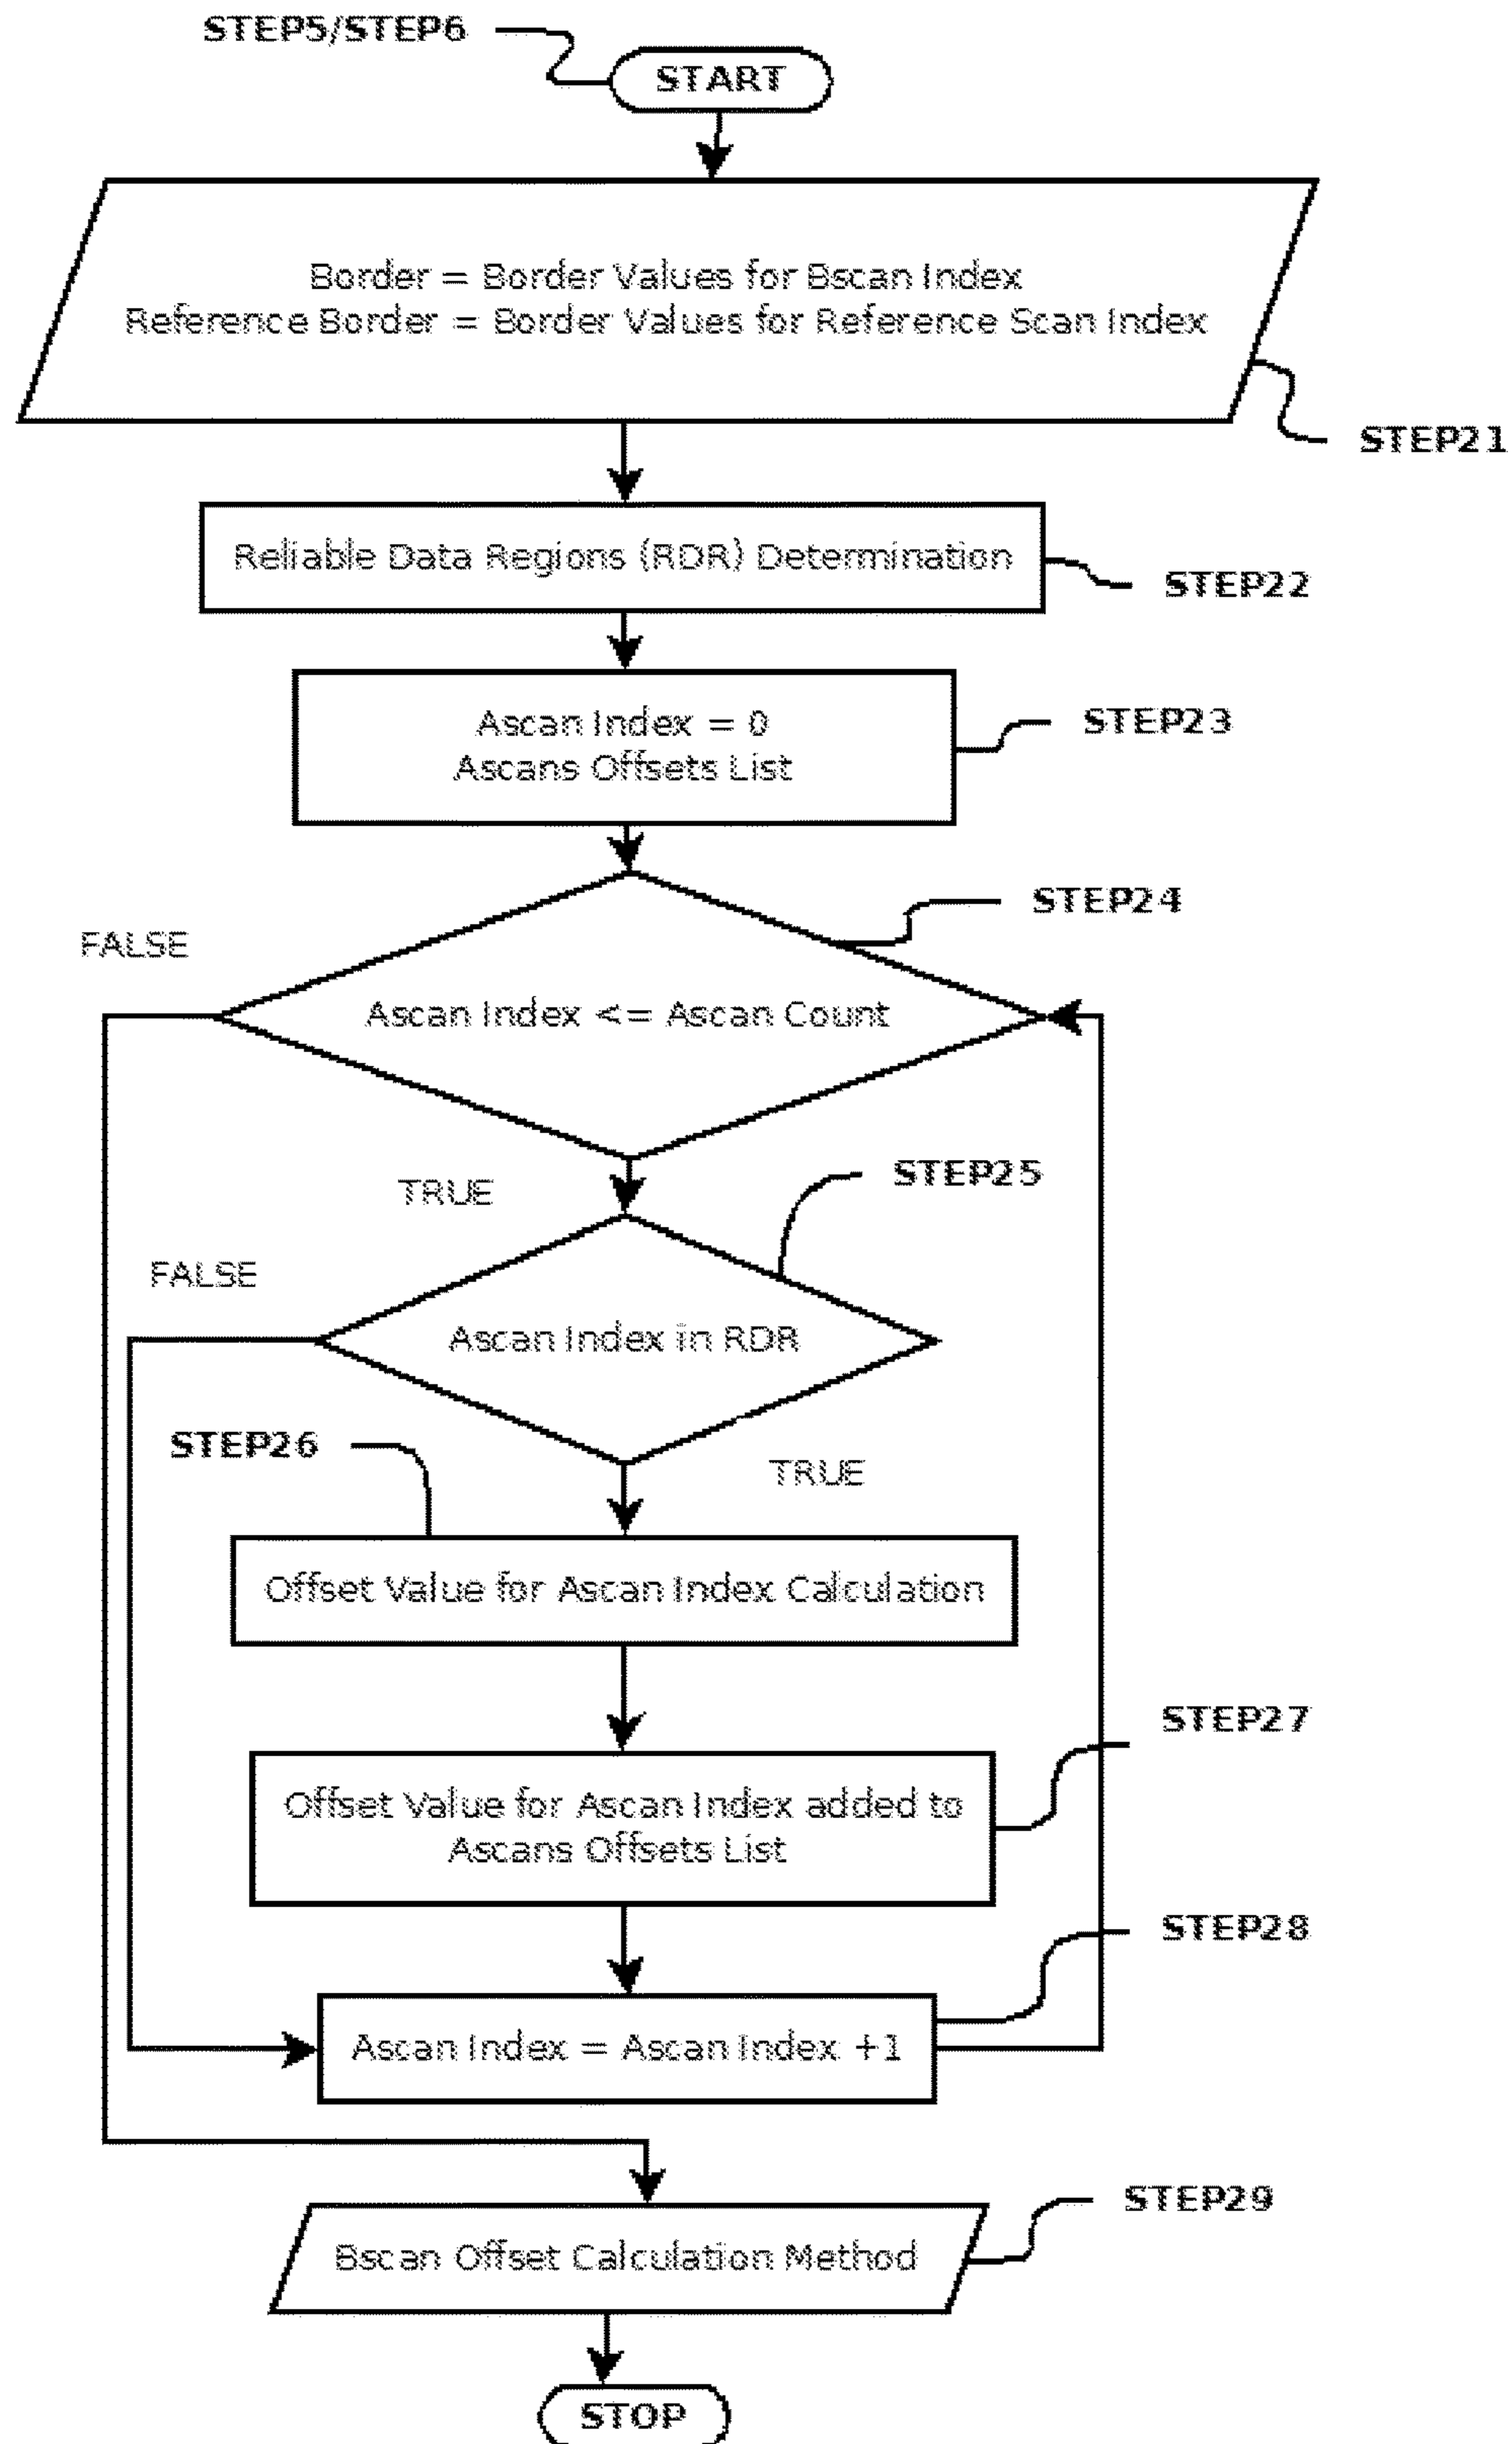 STEP5/STEP6
START
Border = Border Values for Bscan Index
Reference Border = Border Values for Reference Scan Index
STEP21
Reliable Data Regions (RDR) Determination
STEP22
Ascan Index = 0
Ascans Offsets List
STEP23
STEP24
FALSE
Ascan Index <= Ascan Count
TRUE
STEP25
FALSE
Ascan Index in RDR
STEP26
TRUE
Offset Value for Ascan Index Calculation
STEP27
Offset Value for Ascan Index added to
Ascans Offsets List
STEP28
Ascan Index = Ascan Index +1
STEP29
Bscan Offset Calculation Method
STOP